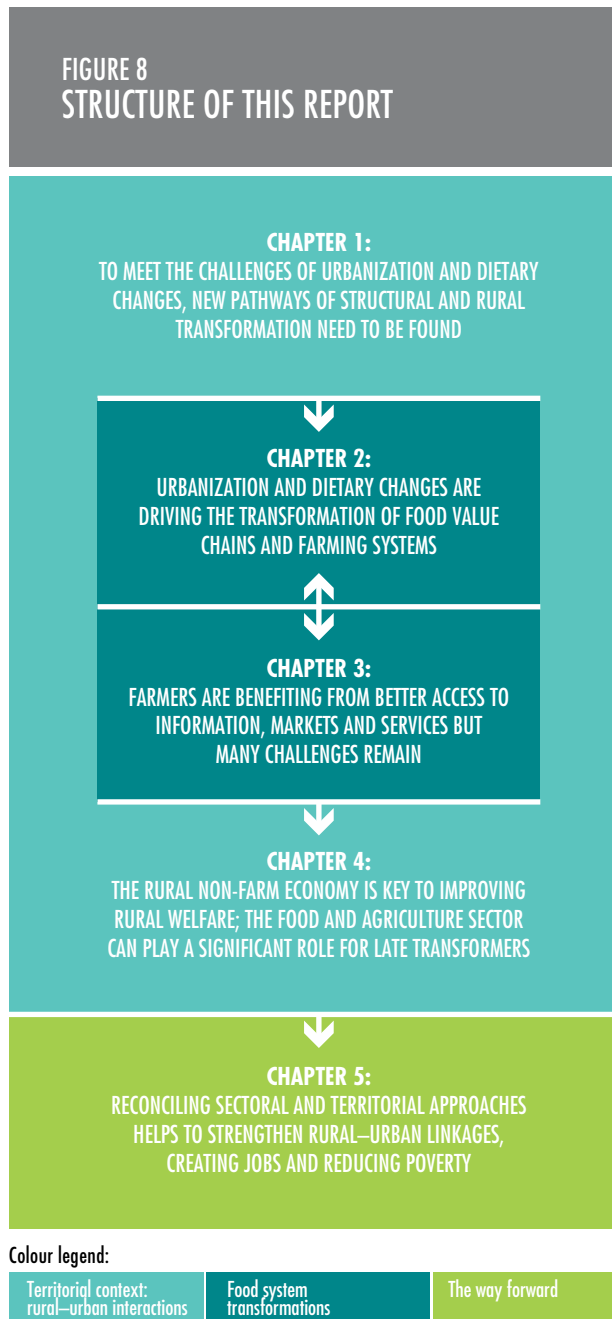 FIGURE 8
STRUCTURE OF THIS REPORT
CHAPTER 1:
TO MEET THE CHALLENGES OF URBANIZATION AND DIETARY
CHANGES, NEW PATHWAYS OF STRUCTURAL AND RURAL
TRANSFORMATION NEED TO BE FOUND
CHAPTER 2:
URBANIZATION AND DIETARY CHANGES ARE
DRIVING THE TRANSFORMATION OF FOOD VALUE
CHAINS AND FARMING SYSTEMS
CHAPTER 3:
FARMERS ARE BENEFITING FROM BETTER ACCESS TO
INFORMATION, MARKETS AND SERVICES BUT
MANY CHALLENGES REMAIN
CHAPTER 4:
THE RURAL NON-FARM ECONOMY IS KEY TO IMPROVING
RURAL WELFARE; THE FOOD AND AGRICULTURE SECTOR
CAN PLAY A SIGNIFICANT ROLE FOR LATE TRANSFORMERS
CHAPTER 5:
RECONCILING SECTORAL AND TERRITORIAL APPROACHES
HELPS TO STRENGTHEN RURAL–URBAN LINKAGES,
CREATING JOBS AND REDUCING POVERTY
Colour legend:
Territorial context:
rural–urban interactions
Food system
transformations
The way forward